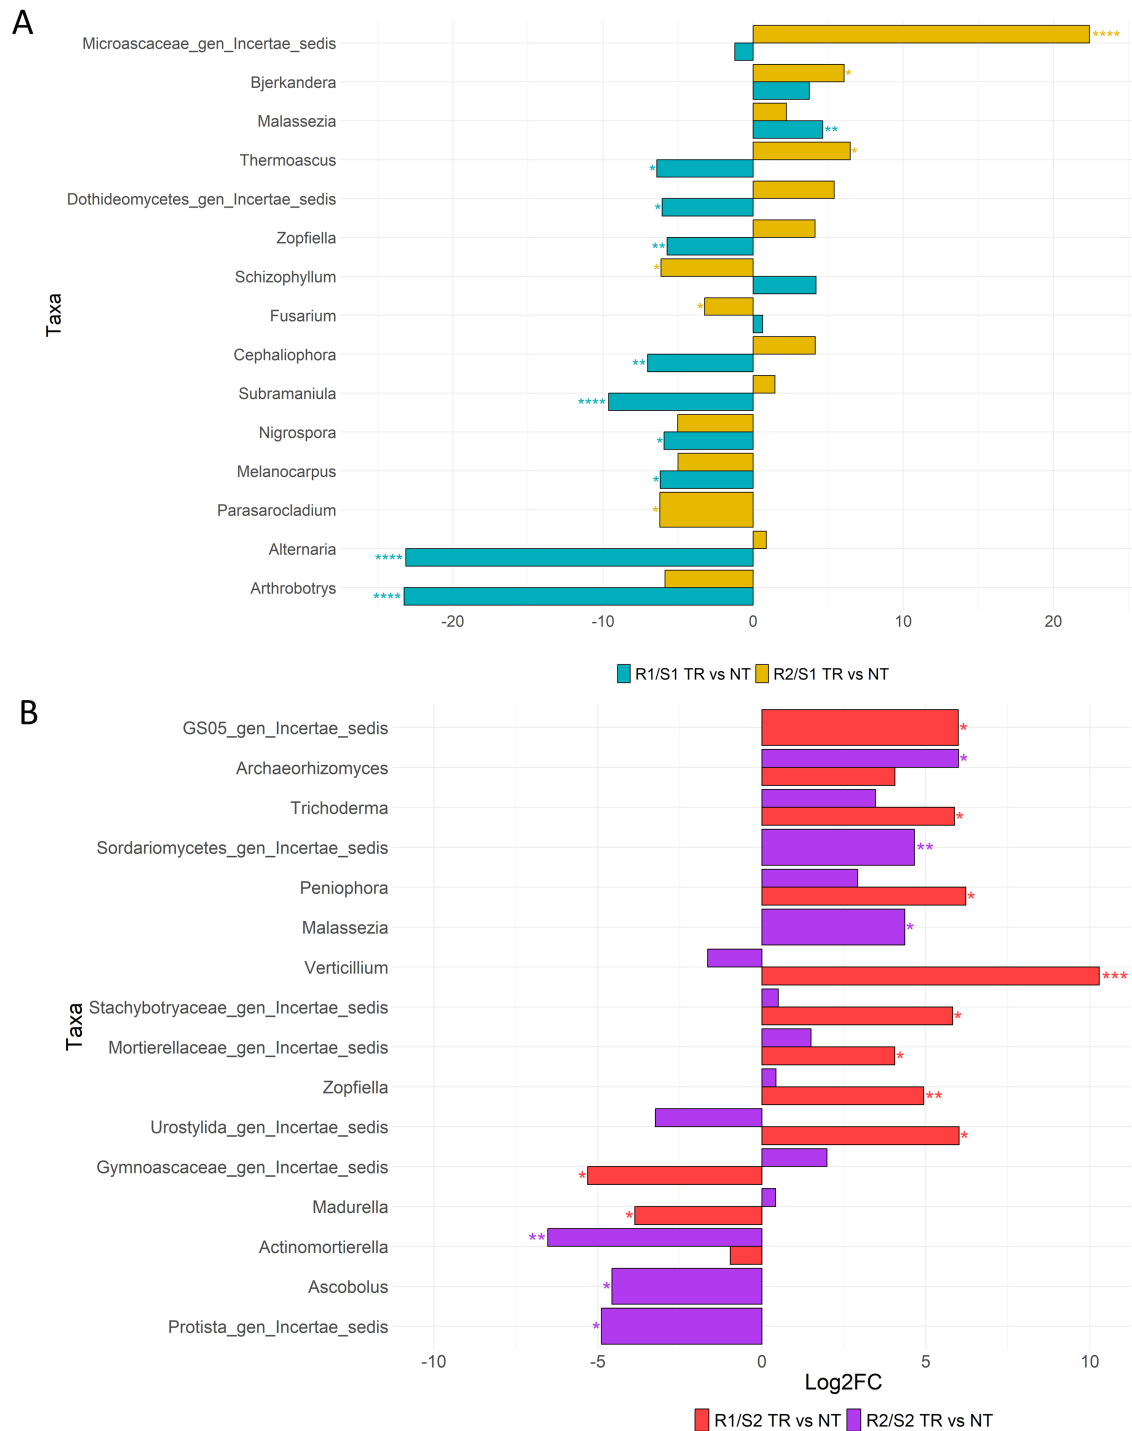 A
Microascaceae_gen_Incertae_sedis
****
Bjerkandera
*
Malassezia
**
Thermoascus
*
*
Dothideomycetes_gen_Incertae_sedis
*
Zopfiella
**
Schizophyllum
*
Fusarium
*
Cephaliophora
**
Subramaniula
****
Nigrospora
*
Melanocarpus
*
Parasarocladium
*
Alternaria
****
Arthrobotrys
****
Taxa
-20 -10 0 10 20
R1/S1 TR vs NT R2/S1 TR vs NT
B
GS05_gen_Incertae_sedis
*
Archaeorhizomyces
*
Trichoderma
*
Sordariomycetes_gen_Incertae_sedis
**
Peniophora
*
Malassezia
*
Verticillium
***
Stachybotryaceae_gen_Incertae_sedis
*
Mortierellaceae_gen_Incertae_sedis
*
Zopfiella
**
Urostylida_gen_Incertae_sedis
*
Gymnoascaceae_gen_Incertae_sedis
*
Madurella
*
Actinomortierella
**
Ascobolus
*
Protista_gen_Incertae_sedis
*
Taxa
-10 -5 0 5 10
Log2FC
R1/S2 TR vs NT R2/S2 TR vs NT